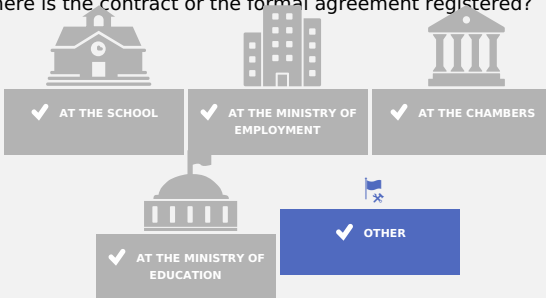 here is the contract or the formal agreement registered?
AT THE SCHOOL
AT THE MINISTRY OF
EMPLOYMENT
AT THE CHAMBERS
AT THE MINISTRY OF
EDUCATION
OTHER